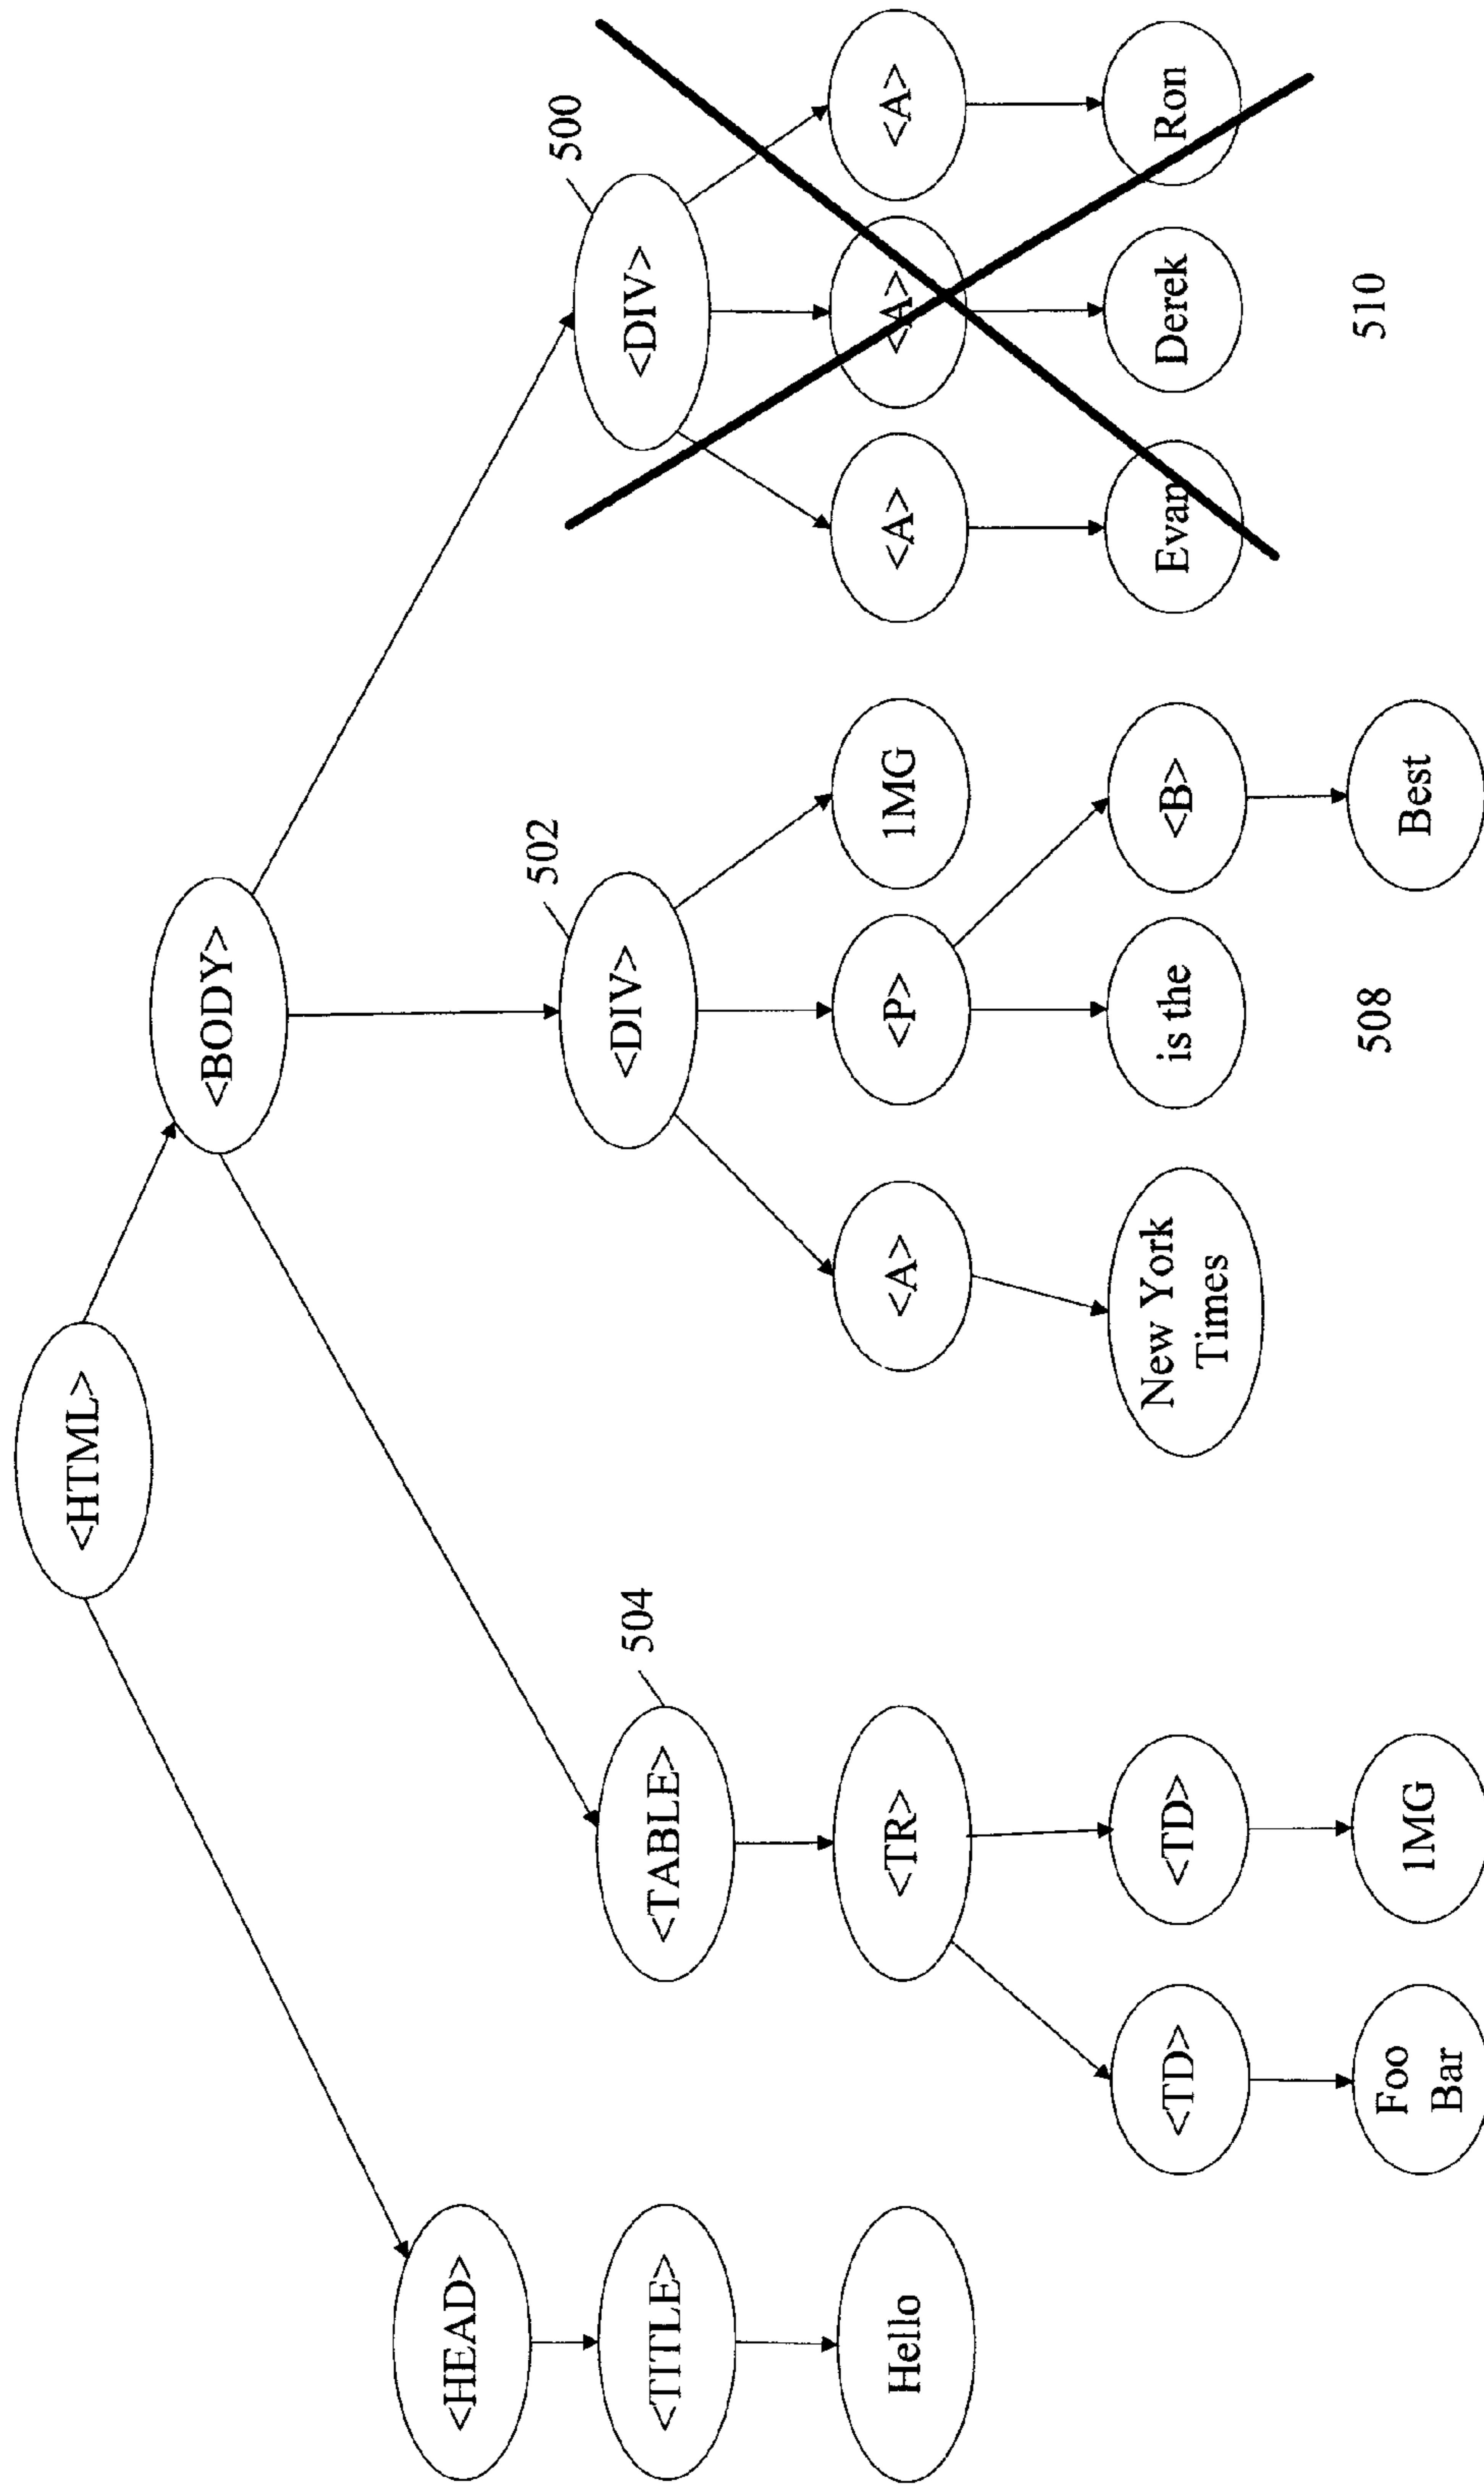 <HTML>
<BODY>
<HEAD>
<TITLE>
Hello
504
<TABLE>
<TR>
<TD>
<TD>
Foo
Bar
1MG
502
<DIV>
<A>
<P>
1MG
New York
Times
is the
<B>
Best
508
500
<DIV>
<A>
<A>
<A>
Evan
Derek
Ron
510